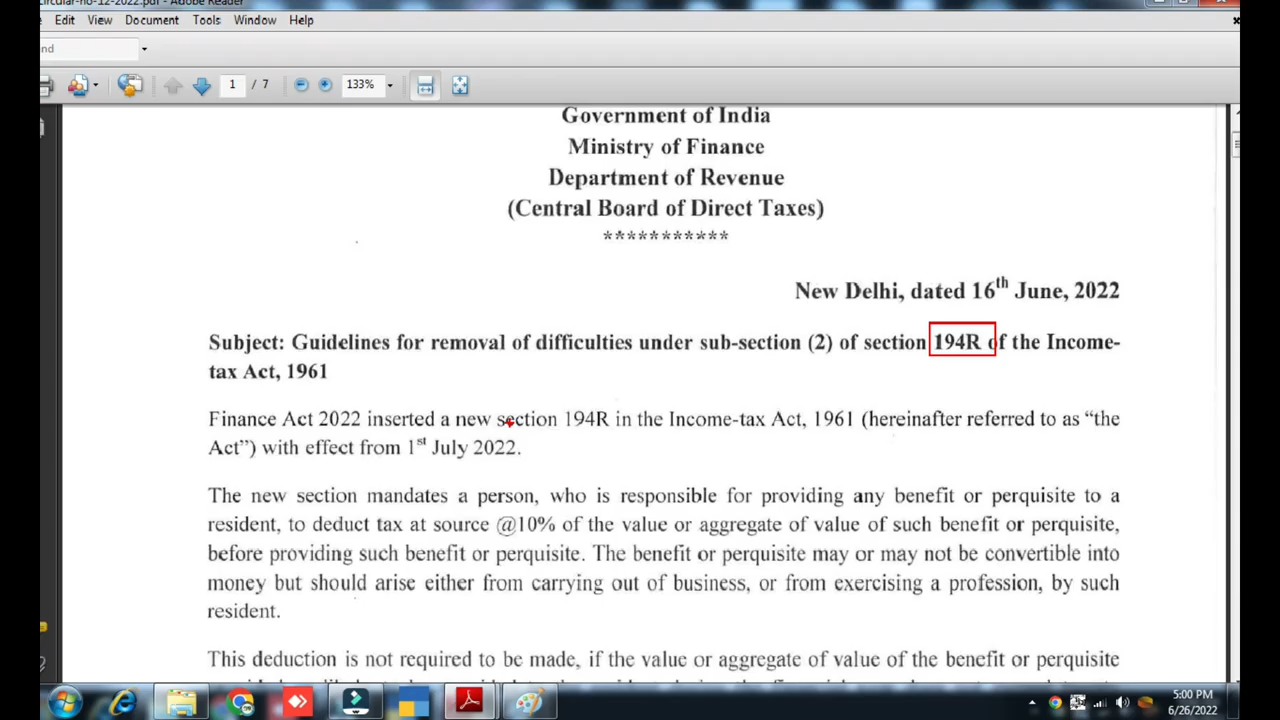 circular-no-12-2022.pdf - Adobe Reader
Edit View Document Tools Window Help
nd
1 / 7 133%
Government of India
Ministry of Finance
Department of Revenue
(Central Board of Direct Taxes)
***********
New Delhi, dated 16th June, 2022
Subject: Guidelines for removal of difficulties under sub-section (2) of section 194R of the Income-
tax Act, 1961
Finance Act 2022 inserted a new section 194R in the Income-tax Act, 1961 (hereinafter referred to as “the
Act”) with effect from 1st July 2022.
The new section mandates a person, who is responsible for providing any benefit or perquisite to a
resident, to deduct tax at source @10% of the value or aggregate of value of such benefit or perquisite,
before providing such benefit or perquisite. The benefit or perquisite may or may not be convertible into
money but should arise either from carrying out of business, or from exercising a profession, by such
resident.
This deduction is not required to be made, if the value or aggregate of value of the benefit or perquisite
5:00 PM
6/26/2022